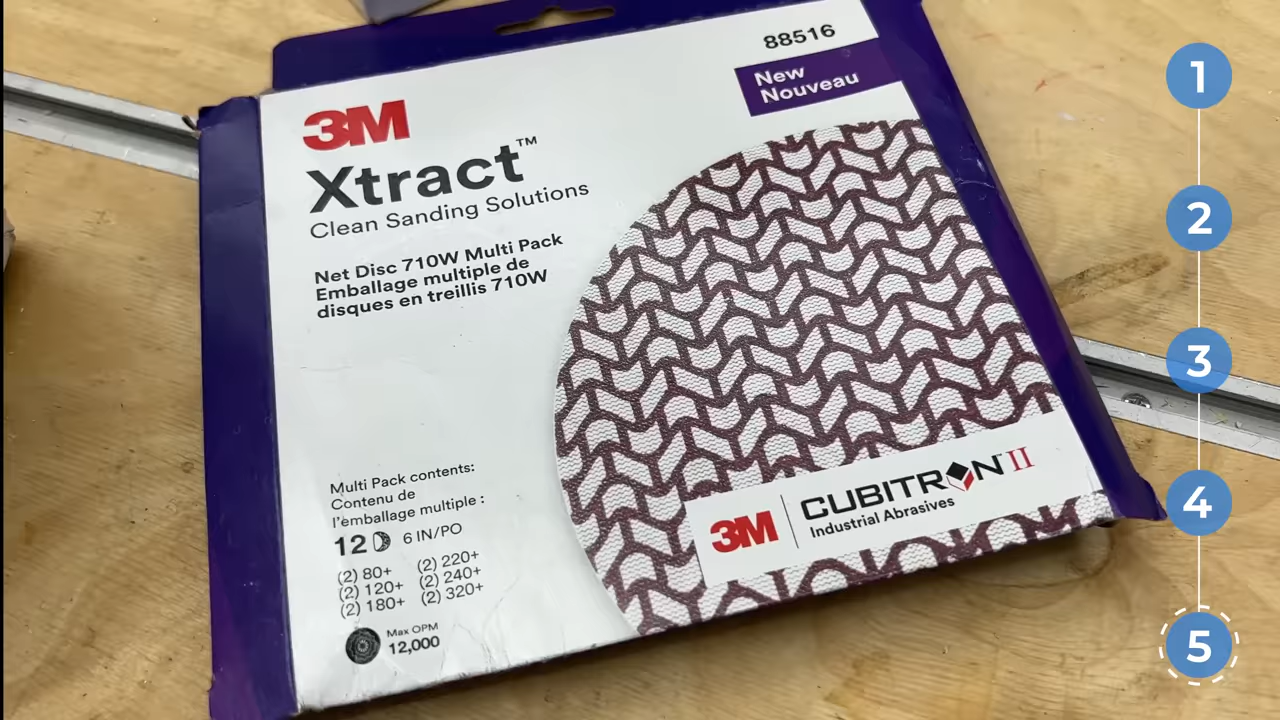 88516
New
Nouveau
3M
Xtract™
Clean Sanding Solutions
Net Disc 710W Multi Pack
Emballage multiple de
disques en treillis 710W
Multi Pack contents:
Contenu de
l'emballage multiple :
12 6 IN/PO
(2) 80+ (2) 220+
(2) 120+ (2) 240+
(2) 180+ (2) 320+
Max OPM
12,000
3M CUBITRON II
Industrial Abrasives
1
2
3
4
5